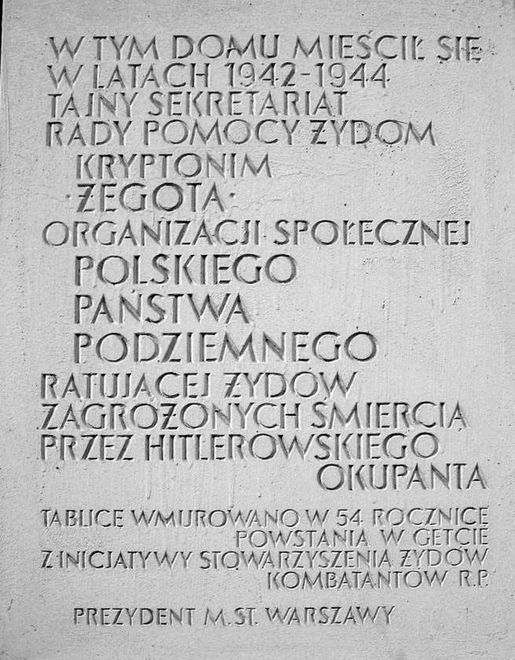 W TYM DOMU MIEŚCIŁ SIĘ
W LATACH 1942-1944
TAJNY SEKRETARIAT
RADY POMOCY ŻYDOM
KRYPTONIM
·ŻEGOTA·
ORGANIZACJI SPOŁECZNEJ
POLSKIEGO
PAŃSTWA
PODZIEMNEGO
RATUJĄCEJ ŻYDÓW
ZAGROŻONYCH ŚMIERCIĄ
PRZEZ HITLEROWSKIEGO
OKUPANTA
TABLICĘ WMUROWANO W 54 ROCZNICĘ
POWSTANIA W GETCIE
Z INICJATYWY STOWARZYSZENIA ŻYDÓW
KOMBATANTÓW R.P.
PREZYDENT M. ST. WARSZAWY